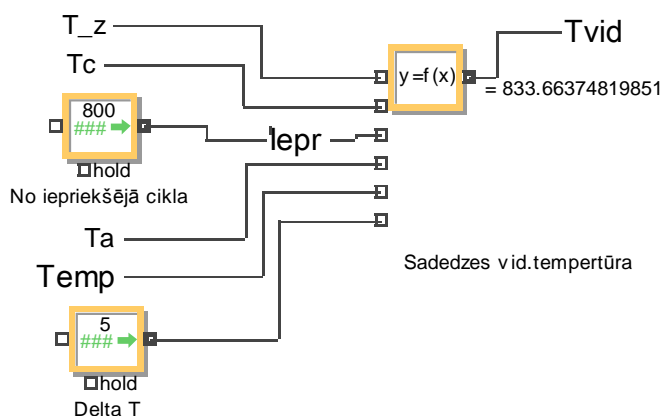 T_z
Tvid
Tc
y=f(x)
= 833.66374819851
800
###
Iepr
hold
No iepriekšējā cikla
Ta
Sadedzes vid.tempertūra
Temp
5
###
hold
Delta T